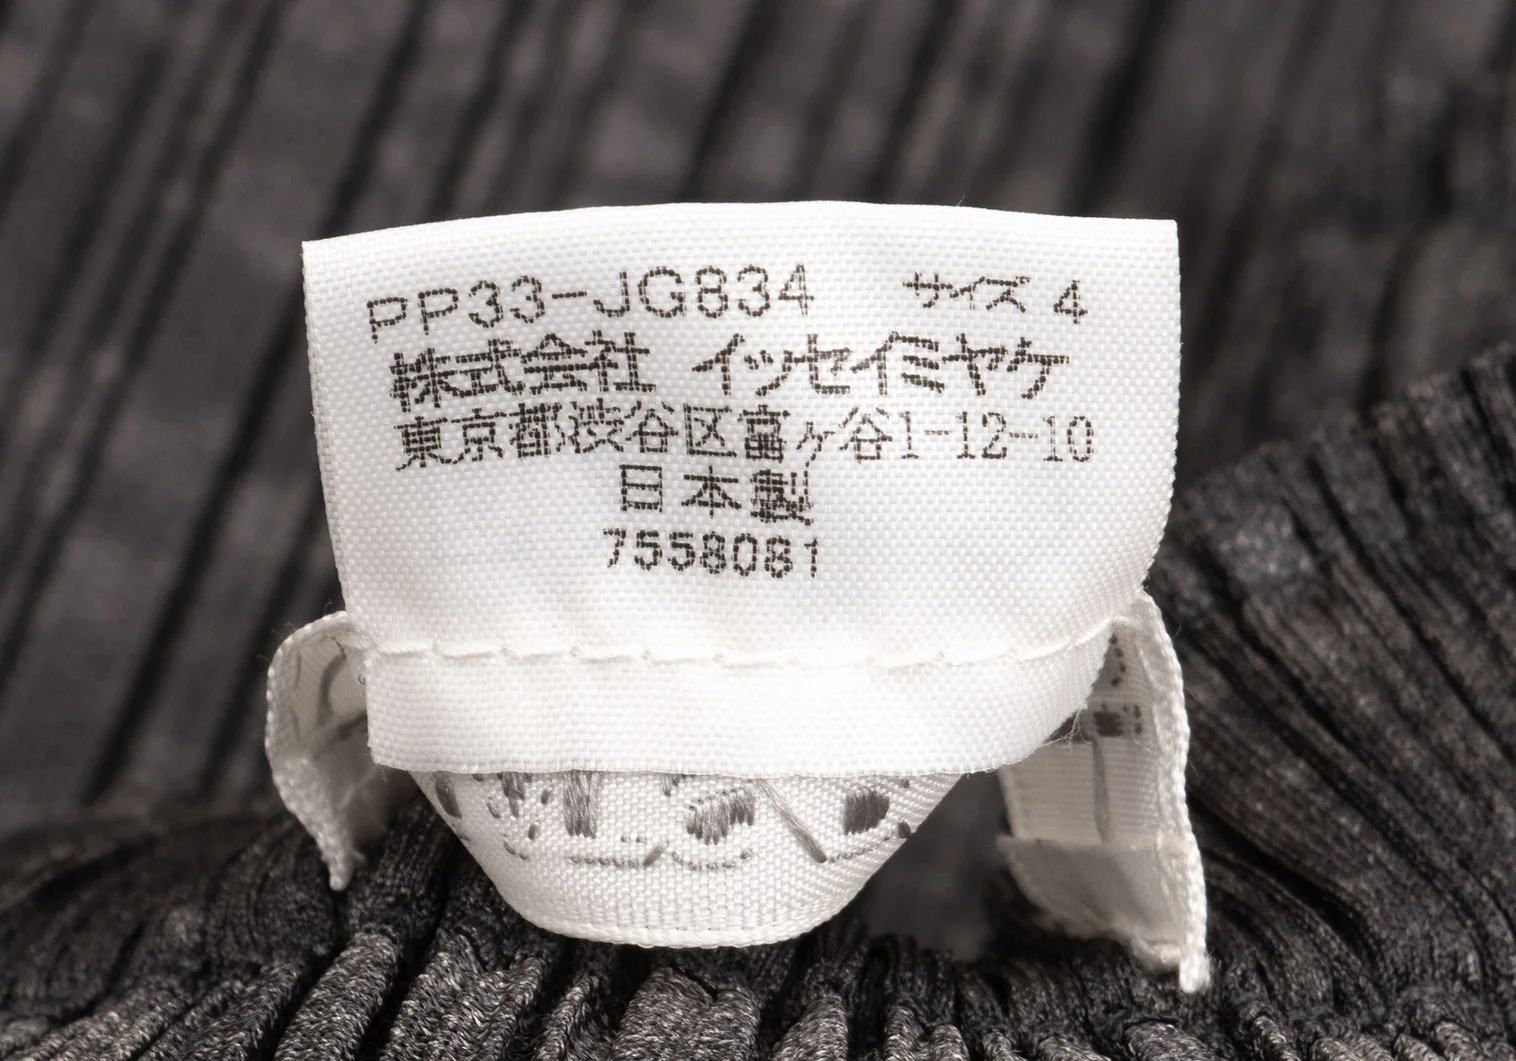 PP33-JG834 サイズ 4
株式会社 イッセイミヤケ
東京都渋谷区富ヶ谷1-12-10
日本製
7558081